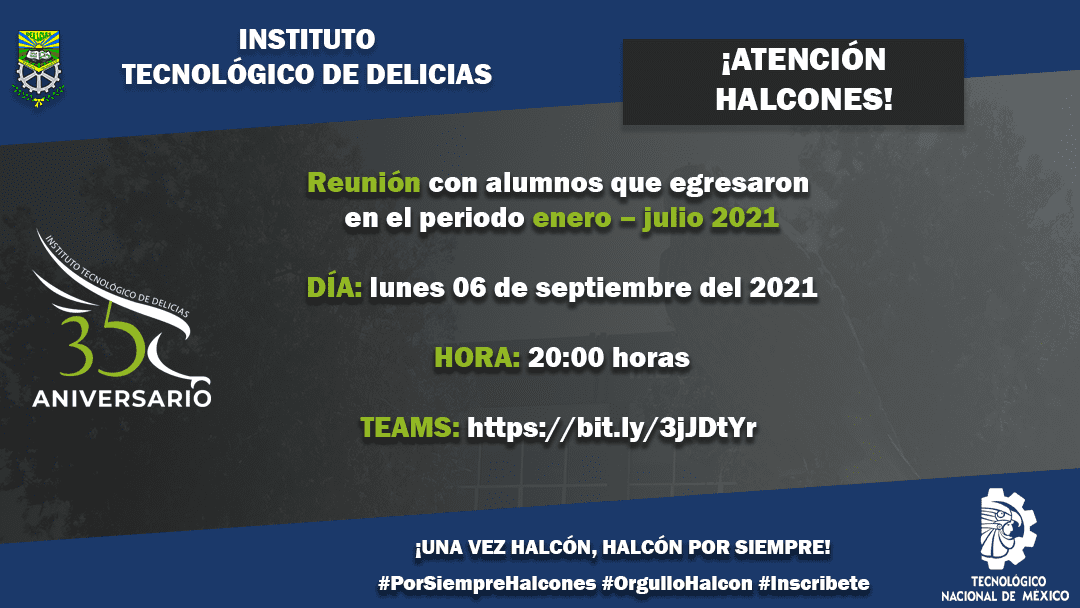 DELICIAS
INSTITUTO
TECNOLÓGICO DE DELICIAS
¡ATENCIÓN
HALCONES!
Reunión con alumnos que egresaron
en el periodo enero – julio 2021
DÍA: lunes 06 de septiembre del 2021
HORA: 20:00 horas
TEAMS: https://bit.ly/3jJDtYr
INSTITUTO TECNOLÓGICO DE DELICIAS
35
ANIVERSARIO
¡UNA VEZ HALCÓN, HALCÓN POR SIEMPRE!
#PorSiempreHalcones #OrgulloHalcon #Inscribete
TECNOLÓGICO
NACIONAL DE MÉXICO